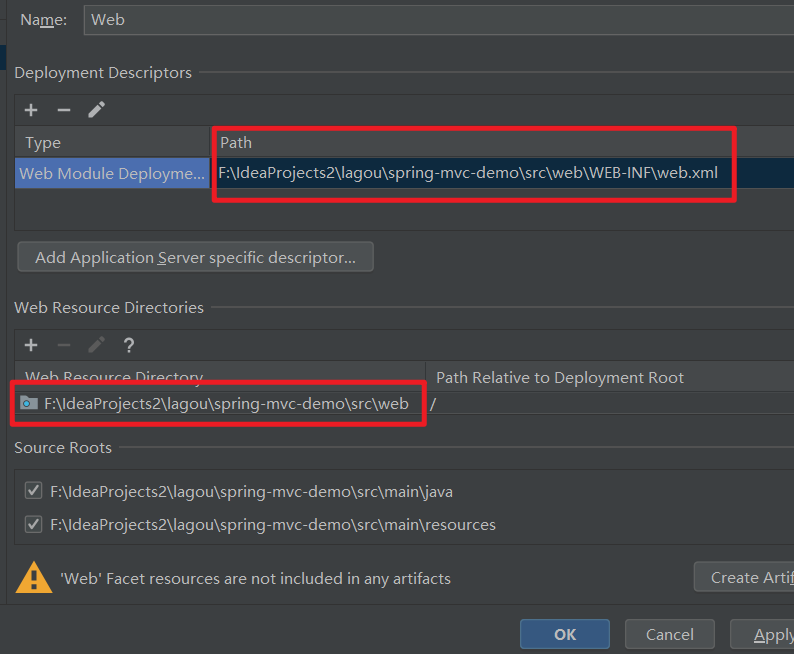 Name: Web
Deployment Descriptors
Type Path
Web Module Deployme... F:\IdeaProjects2\lagou\spring-mvc-demo\src\web\WEB-INF\web.xml
Add Application Server specific descriptor...
Web Resource Directories
?
Web Resource Directory Path Relative to Deployment Root
F:\IdeaProjects2\lagou\spring-mvc-demo\src\web /
Source Roots
F:\IdeaProjects2\lagou\spring-mvc-demo\src\main\java
F:\IdeaProjects2\lagou\spring-mvc-demo\src\main\resources
'Web' Facet resources are not included in any artifacts Create Artif
OK Cancel Apply